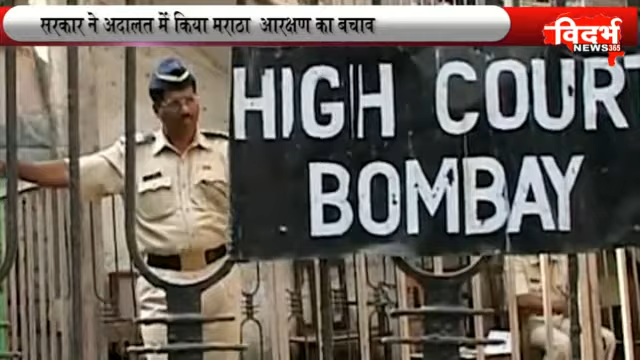 सरकार ने अदालत में किया मराठा आरक्षण का बचाव
विदर्भ
NEWS365
HIGH COURT
BOMBAY